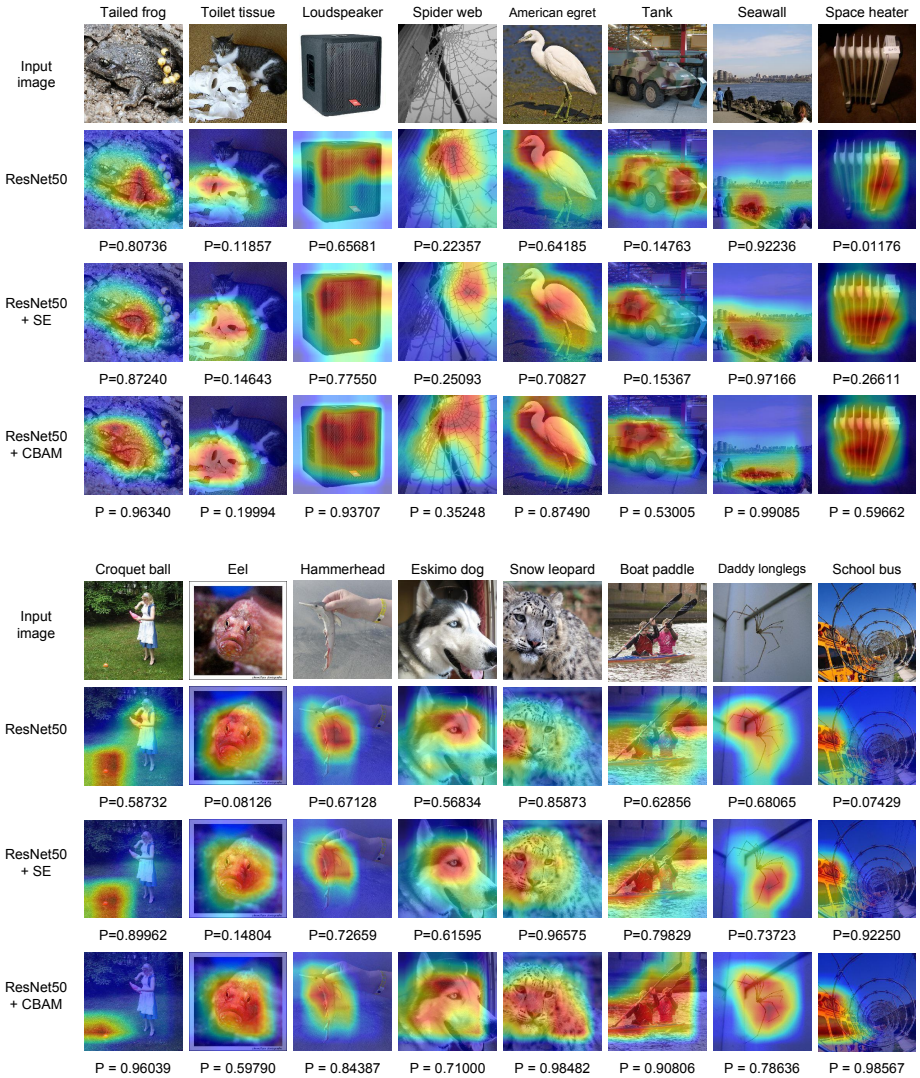 Tailed frog Toilet tissue Loudspeaker Spider web American egret Tank Seawall Space heater
Input
image
ResNet50
P=0.80736 P=0.11857 P=0.65681 P=0.22357 P=0.64185 P=0.14763 P=0.92236 P=0.01176
ResNet50
+ SE
P=0.87240 P=0.14643 P=0.77550 P=0.25093 P=0.70827 P=0.15367 P=0.97166 P=0.26611
ResNet50
+ CBAM
P = 0.96340 P = 0.19994 P = 0.93707 P = 0.35248 P = 0.87490 P = 0.53005 P = 0.99085 P = 0.59662
Croquet ball Eel Hammerhead Eskimo dog Snow leopard Boat paddle Daddy longlegs School bus
Input
image
ResNet50
P=0.58732 P=0.08126 P=0.67128 P=0.56834 P=0.85873 P=0.62856 P=0.68065 P=0.07429
ResNet50
+ SE
P=0.89962 P=0.14804 P=0.72659 P=0.61595 P=0.96575 P=0.79829 P=0.73723 P=0.92250
ResNet50
+ CBAM
P = 0.96039 P = 0.59790 P = 0.84387 P = 0.71000 P = 0.98482 P = 0.90806 P = 0.78636 P = 0.98567